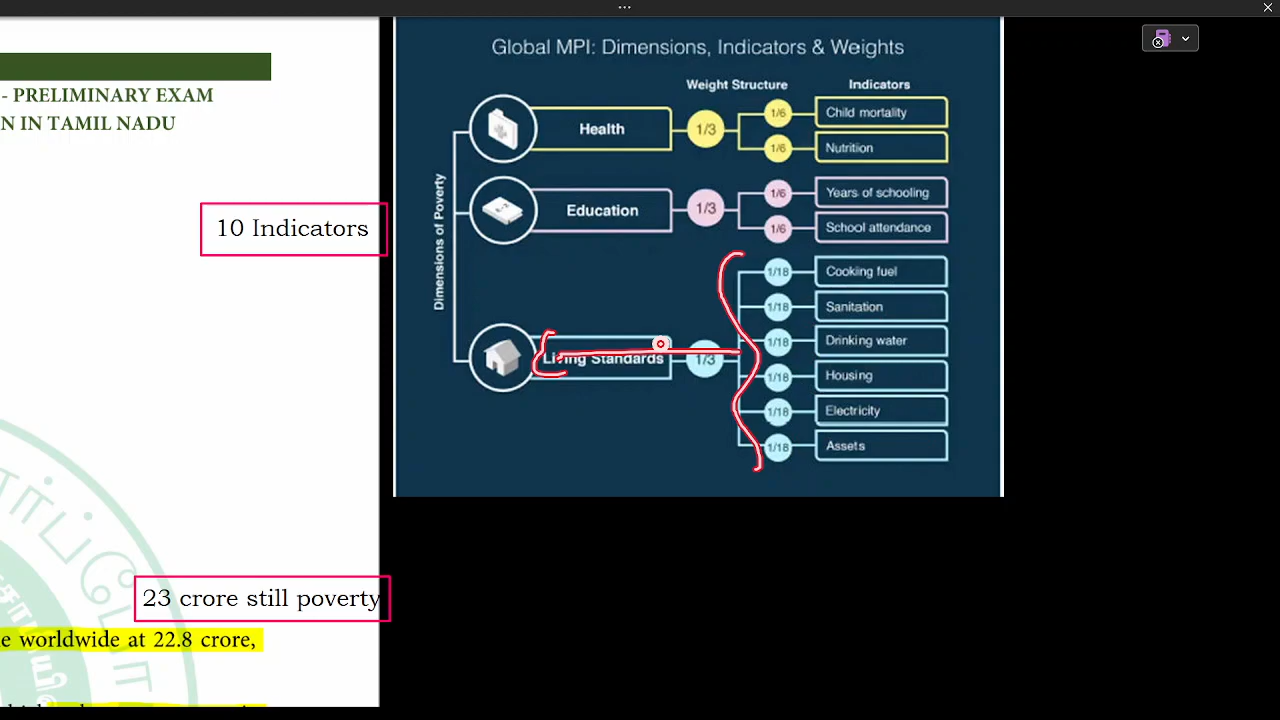 - PRELIMINARY EXAM
N IN TAMIL NADU
10 Indicators
23 crore still poverty
e worldwide at 22.8 crore,
Global MPI: Dimensions, Indicators & Weights
Weight Structure
Indicators
Dimensions of Poverty
Health
1/3
1/6
Child mortality
1/6
Nutrition
Education
1/3
1/6
Years of schooling
1/6
School attendance
Living Standards
1/3
1/18
Cooking fuel
1/18
Sanitation
1/18
Drinking water
1/18
Housing
1/18
Electricity
1/18
Assets